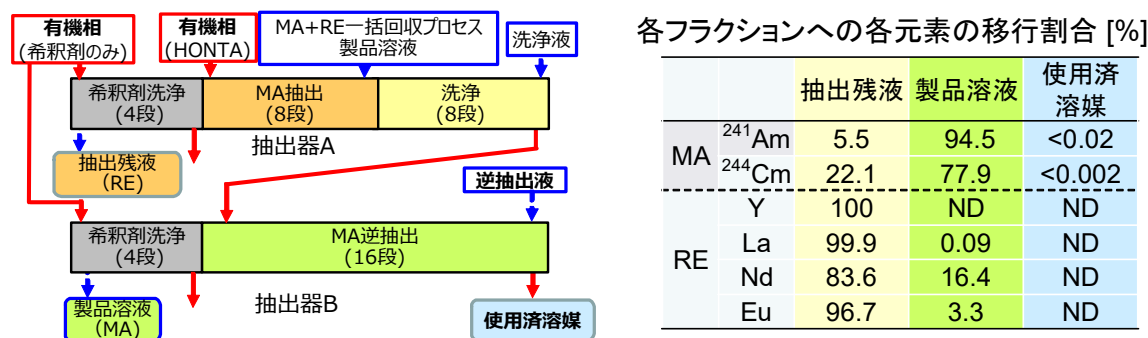 有機相
(希釈剤のみ)
有機相
(HONTA)
MA+RE一括回収プロセス
製品溶液
洗浄液
希釈剤洗浄
(4段)
MA抽出
(8段)
洗浄
(8段)
抽出器A
抽出残液
(RE)
逆抽出液
希釈剤洗浄
(4段)
MA逆抽出
(16段)
抽出器B
製品溶液
(MA)
使用済溶媒
各フラクションへの各元素の移行割合 [%]
抽出残液 製品溶液 使用済溶媒
MA 241Am 5.5 94.5 <0.02
244Cm 22.1 77.9 <0.002
RE Y 100 ND ND
La 99.9 0.09 ND
Nd 83.6 16.4 ND
Eu 96.7 3.3 ND